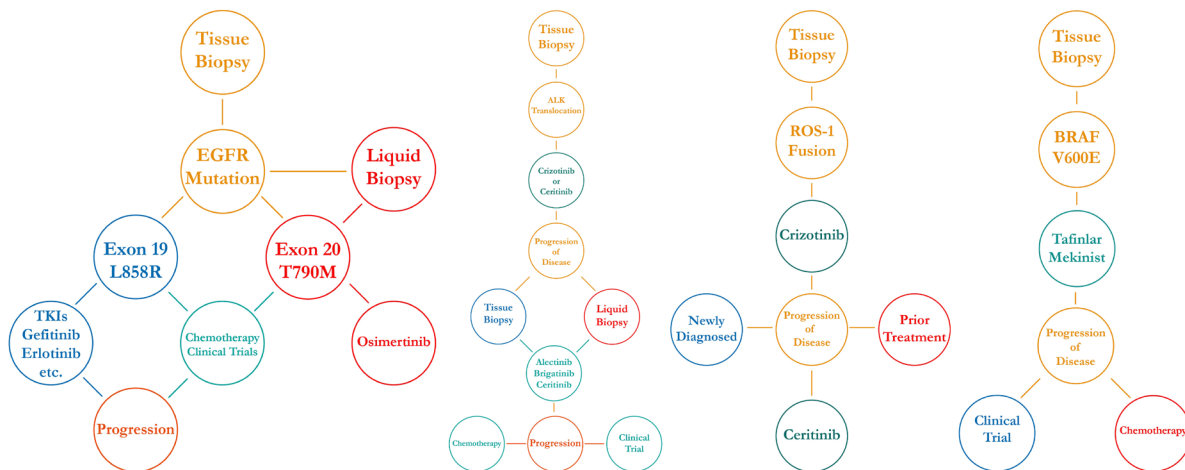 Tissue
Biopsy
EGFR
Mutation
Liquid
Biopsy
Exon 19
L858R
Exon 20
T790M
TKIs
Gefitinib
Erlotinib
etc.
Chemotherapy
Clinical Trials
Osimertinib
Progression
Tissue
Biopsy
ALK
Translocation
Crizotinib
or
Ceritinib
Progression
of
Disease
Tissue
Biopsy
Liquid
Biopsy
Alectinib
Brigatinib
Ceritinib
Chemotherapy
Progression
Clinical
Trial
Tissue
Biopsy
ROS-1
Fusion
Crizotinib
Newly
Diagnosed
Progression
of
Disease
Prior
Treatment
Ceritinib
Tissue
Biopsy
BRAF
V600E
Tafinlar
Mekinist
Progression
of
Disease
Clinical
Trial
Chemotherapy